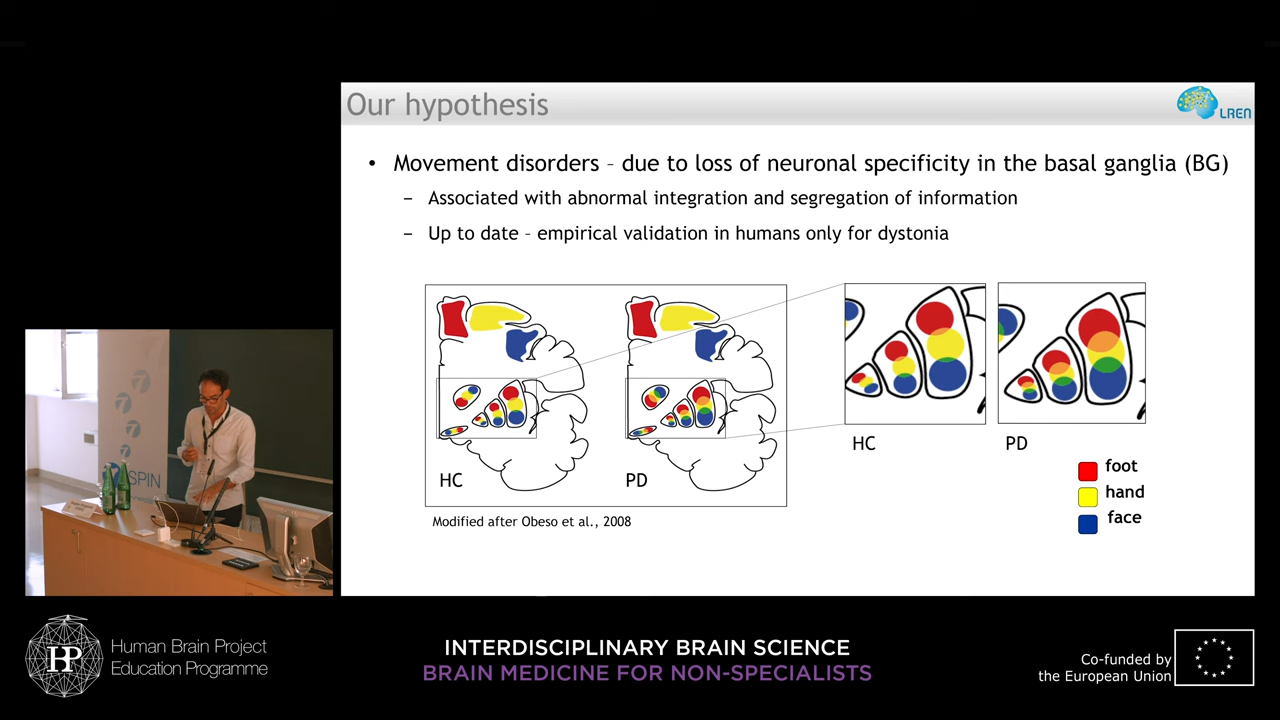 Our hypothesis
LREN
• Movement disorders – due to loss of neuronal specificity in the basal ganglia (BG)
– Associated with abnormal integration and segregation of information
– Up to date – empirical validation in humans only for dystonia
HC
PD
HC
PD
foot
hand
face
Modified after Obeso et al., 2008
SPIN
HP
Human Brain Project
Education Programme
INTERDISCIPLINARY BRAIN SCIENCE
BRAIN MEDICINE FOR NON-SPECIALISTS
Co-funded by
the European Union